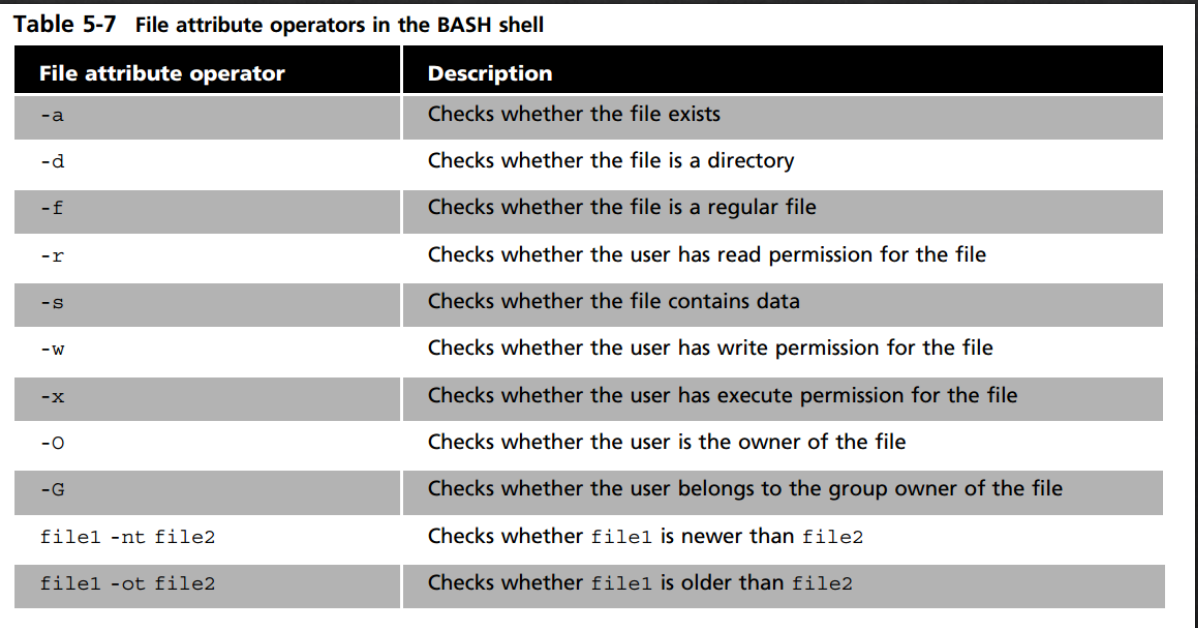 Table 5-7 File attribute operators in the BASH shell
File attribute operator Description
-a Checks whether the file exists
-d Checks whether the file is a directory
-f Checks whether the file is a regular file
-r Checks whether the user has read permission for the file
-s Checks whether the file contains data
-w Checks whether the user has write permission for the file
-x Checks whether the user has execute permission for the file
-O Checks whether the user is the owner of the file
-G Checks whether the user belongs to the group owner of the file
file1 -nt file2 Checks whether file1 is newer than file2
file1 -ot file2 Checks whether file1 is older than file2